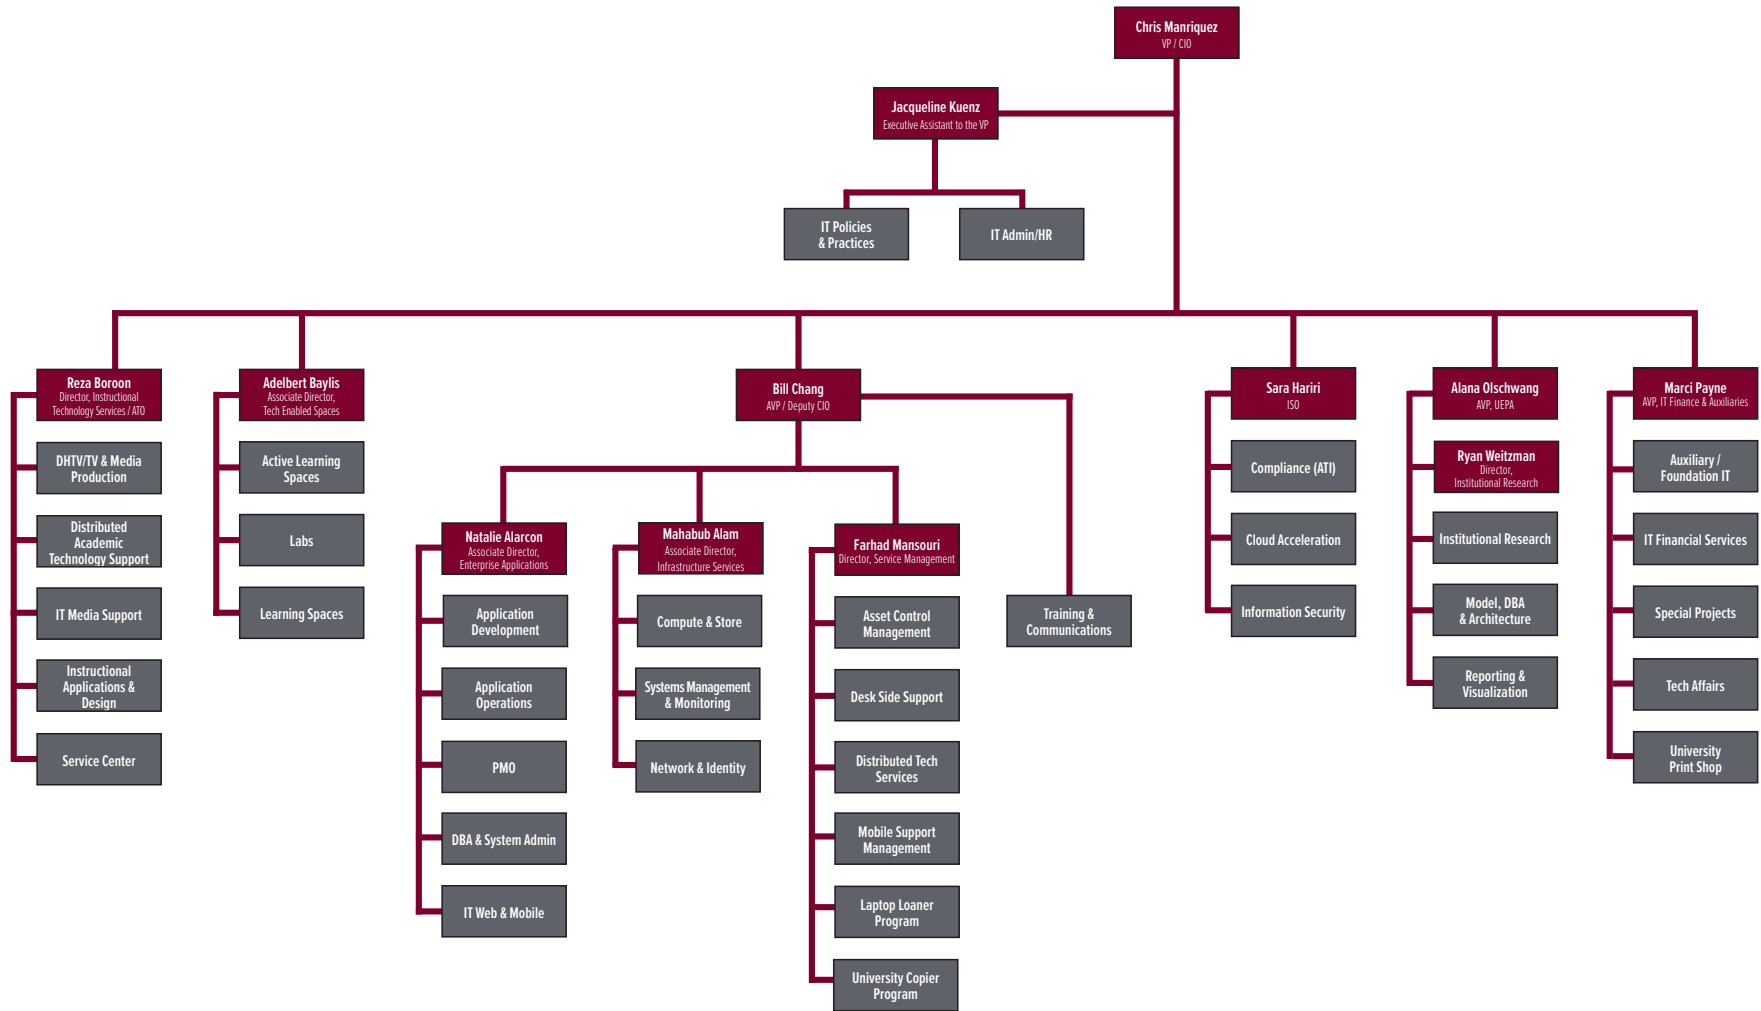 Chris Manriquez
VP / CIO
Jacqueline Kuenz
Executive Assistant to the VP
IT Policies
& Practices
IT Admin/HR
Reza Boroon
Director, Instructional
Technology Services / ATO
DHTV/TV & Media
Production
Distributed
Academic
Technology Support
IT Media Support
Instructional
Applications &
Design
Service Center
Adelbert Baylis
Associate Director,
Tech Enabled Spaces
Active Learning
Spaces
Labs
Learning Spaces
Bill Chang
AVP / Deputy CIO
Natalie Alarcon
Associate Director,
Enterprise Applications
Application
Development
Application
Operations
PMO
DBA & System Admin
IT Web & Mobile
Mahabub Alam
Associate Director,
Infrastructure Services
Compute & Store
Systems Management
& Monitoring
Network & Identity
Farhad Mansouri
Director, Service Management
Asset Control
Management
Desk Side Support
Distributed Tech
Services
Mobile Support
Management
Laptop Loaner
Program
University Copier
Program
Training &
Communications
Sara Hariri
ISO
Compliance (ATI)
Cloud Acceleration
Information Security
Alana Olschwang
AVP, UEPA
Ryan Weitzman
Director,
Institutional Research
Institutional Research
Model, DBA
& Architecture
Reporting &
Visualization
Marci Payne
AVP, IT Finance & Auxiliaries
Auxiliary /
Foundation IT
IT Financial Services
Special Projects
Tech Affairs
University
Print Shop